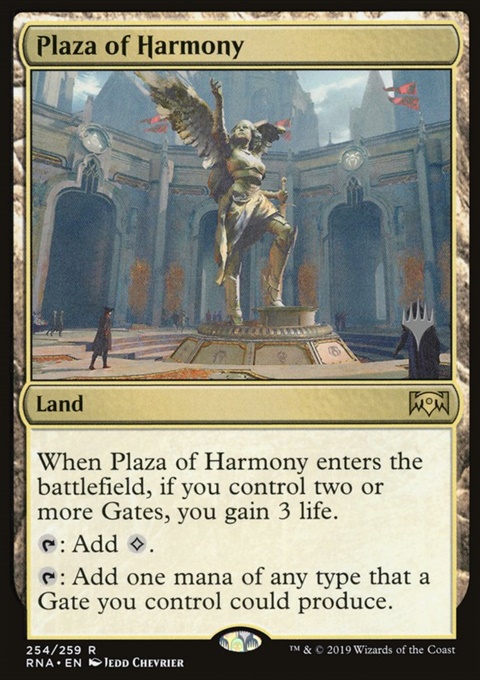 Plaza of Harmony
Land
When Plaza of Harmony enters the
battlefield, if you control two or
more Gates, you gain 3 life.
: Add .
: Add one mana of any type that a
Gate you control could produce.
254/259 R
RNA • EN Jedd Chevrier
™ & © 2019 Wizards of the Coast